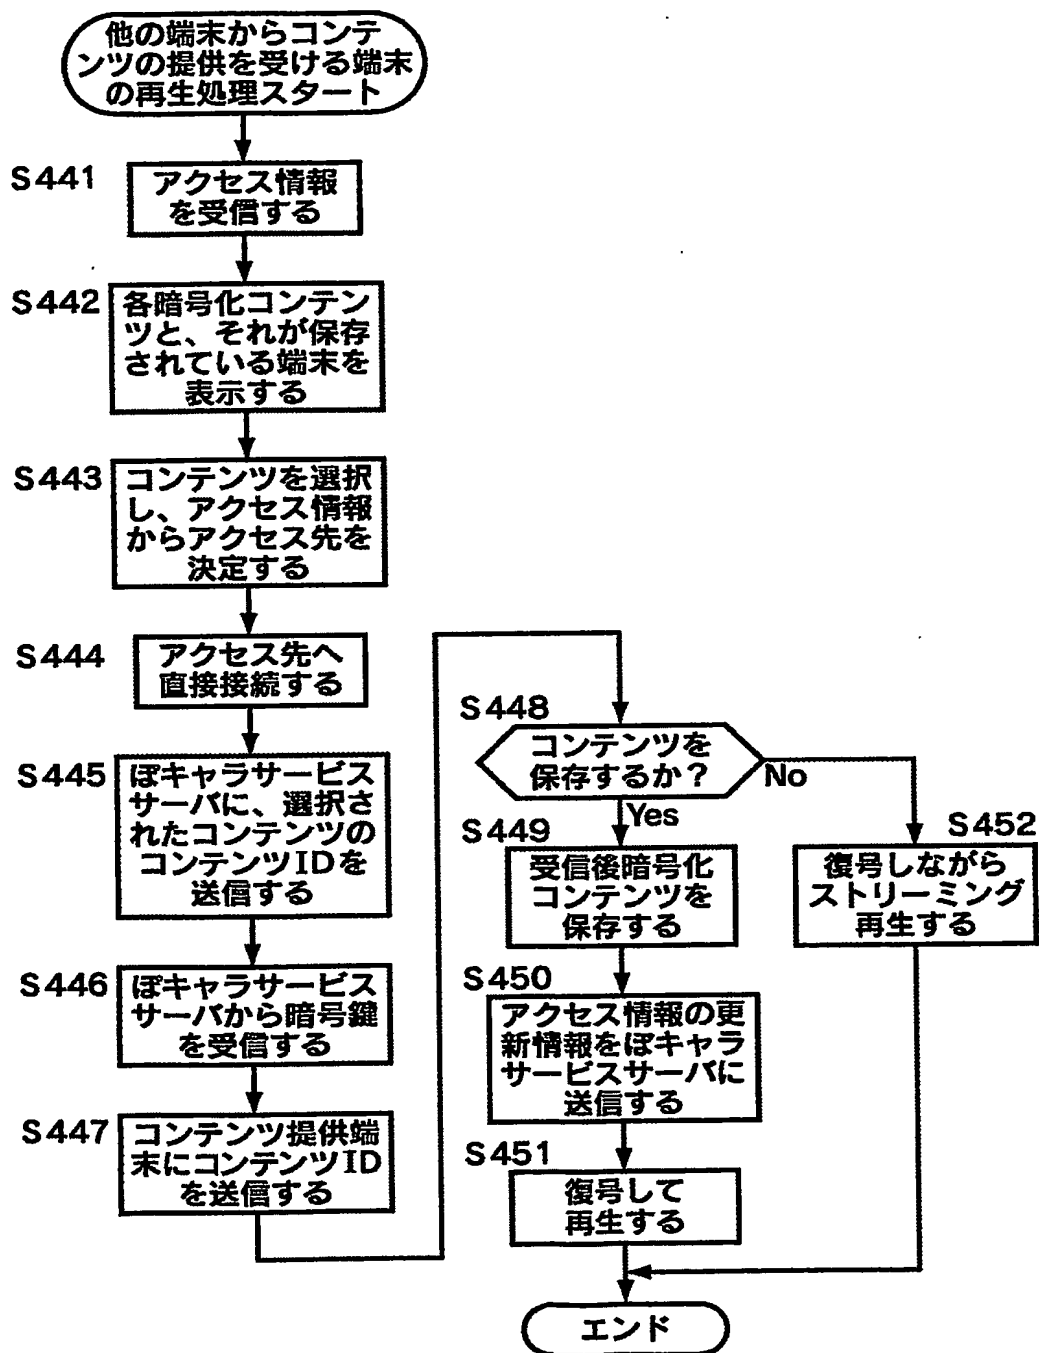 他の端末からコンテ
ンツの提供を受ける端末
の再生処理スタート
S441
アクセス情報
を受信する
S442
各暗号化コンテン
ツと、それが保存
されている端末を
表示する
S443
コンテンツを選択
し、アクセス情報
からアクセス先を
決定する
S444
アクセス先へ
直接接続する
S445
ぽキャラサービス
サーバに、選択さ
れたコンテンツの
コンテンツIDを
送信する
S446
ぽキャラサービス
サーバから暗号鍵
を受信する
S447
コンテンツ提供端
末にコンテンツID
を送信する
S448
コンテンツを
保存するか？
No
Yes
S449
受信後暗号化
コンテンツを
保存する
S450
アクセス情報の更
新情報をぽキャラ
サービスサーバに
送信する
S451
復号して
再生する
S452
復号しながら
ストリーミング
再生する
エンド